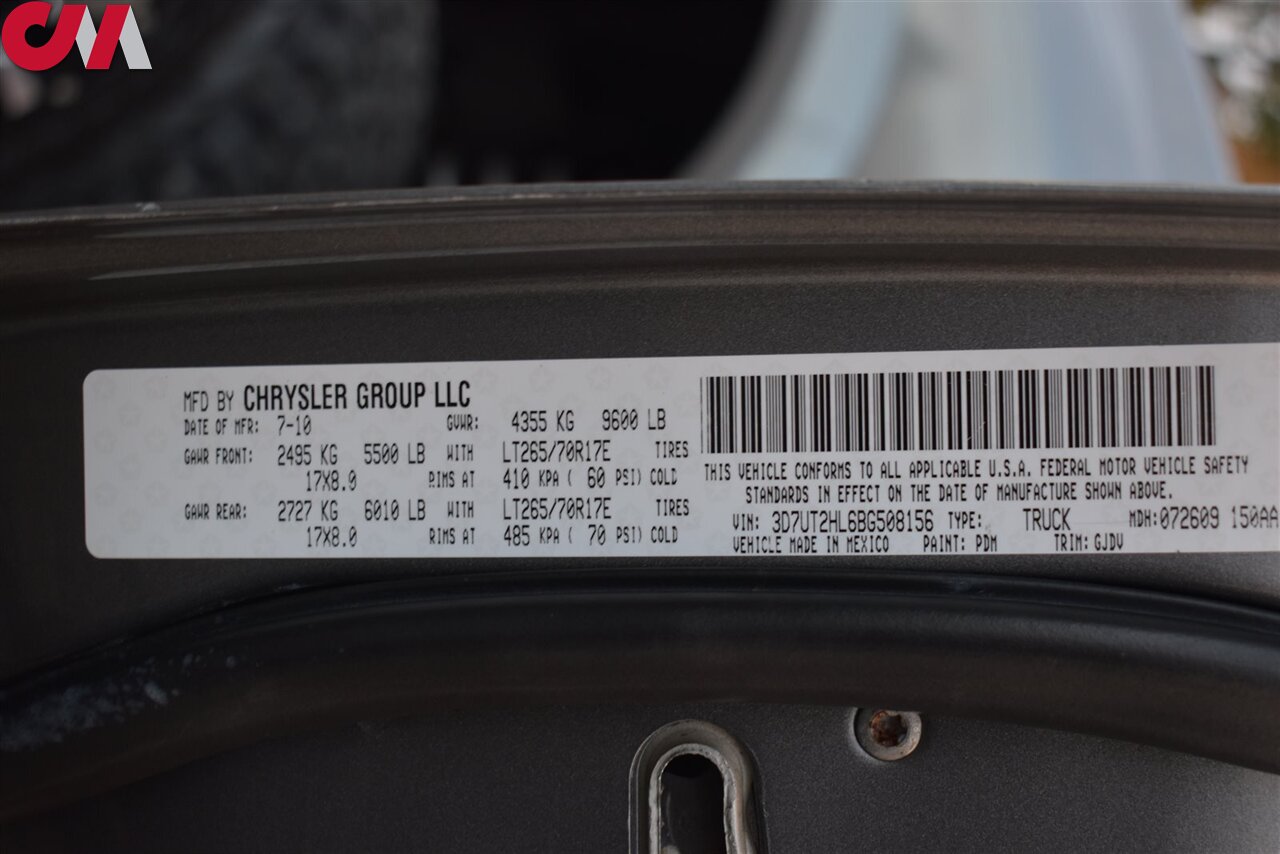 CM
MFD BY CHRYSLER GROUP LLC
DATE OF MFR: 7-10 GVWR: 4355 KG 9600 LB
GAWR FRONT: 2495 KG 5500 LB WITH LT265/70R17E TIRES
17X8.0 RIMS AT 410 KPA ( 60 PSI) COLD
GAWR REAR: 2727 KG 6010 LB WITH LT265/70R17E TIRES
17X8.0 RIMS AT 485 KPA ( 70 PSI) COLD
THIS VEHICLE CONFORMS TO ALL APPLICABLE U.S.A. FEDERAL MOTOR VEHICLE SAFETY
STANDARDS IN EFFECT ON THE DATE OF MANUFACTURE SHOWN ABOVE.
VIN: 3D7UT2HL6BG508156 TYPE: TRUCK MDH:072609 150AA
VEHICLE MADE IN MEXICO PAINT: PDM TRIM: GJDV